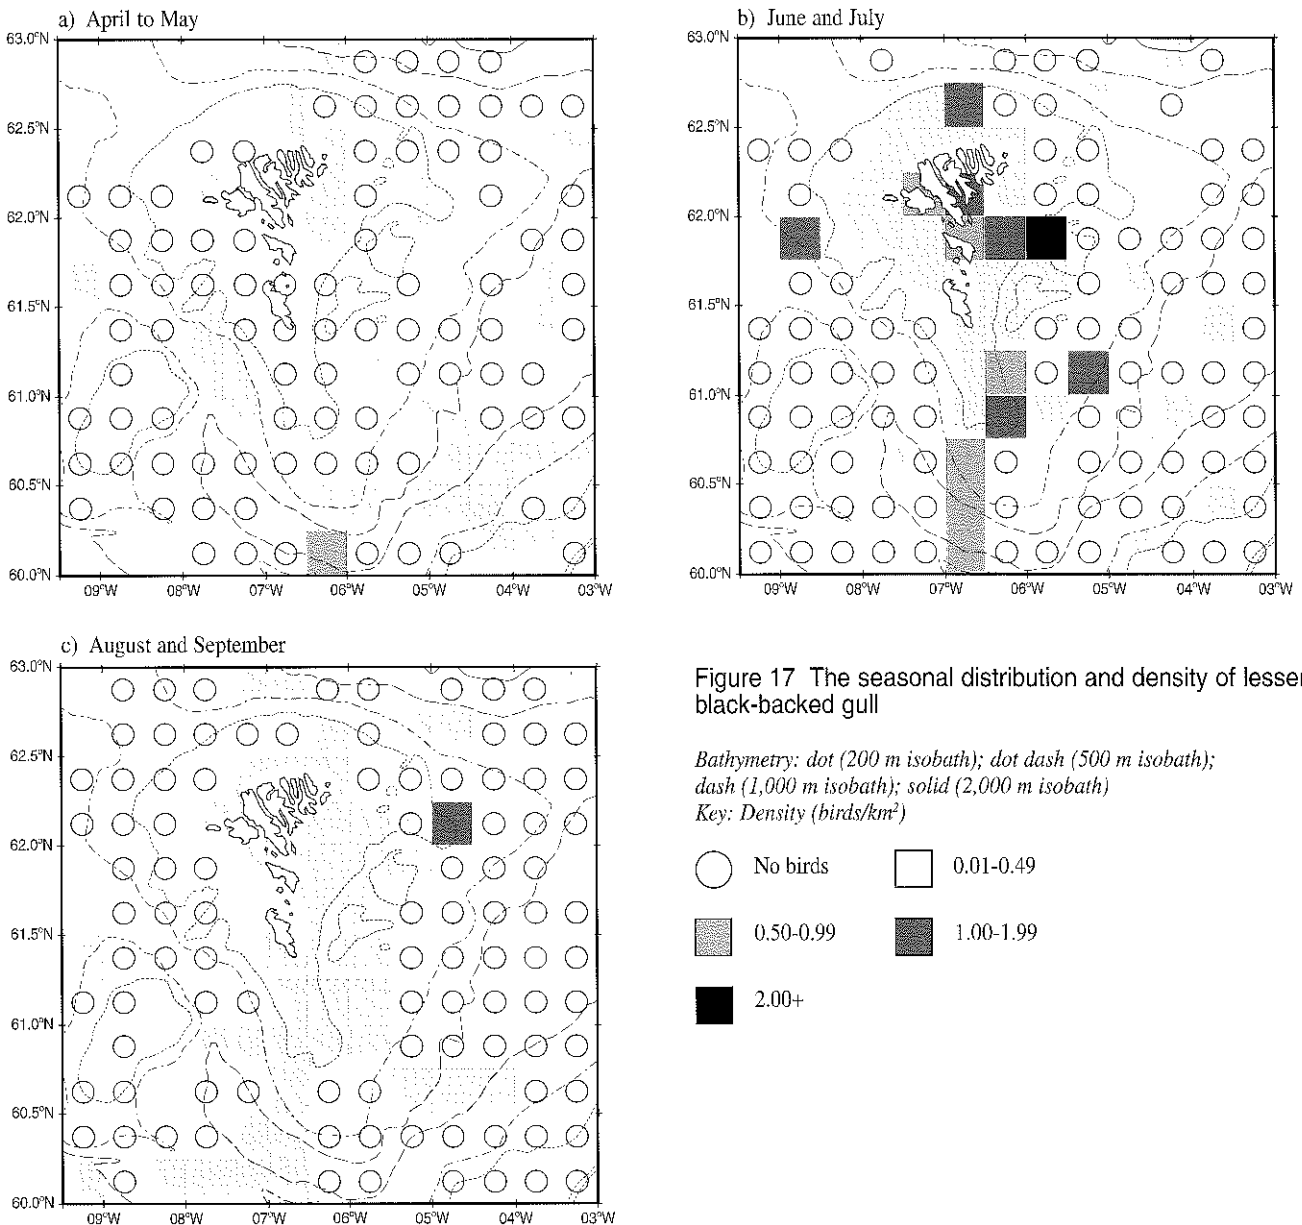 a) April to May
63.0°N
62.5°N
62.0°N
61.5°N
61.0°N
60.5°N
60.0°N
09°W 08°W 07°W 06°W 05°W 04°W 03°W
b) June and July
63.0°N
62.5°N
62.0°N
61.5°N
61.0°N
60.5°N
60.0°N
09°W 08°W 07°W 06°W 05°W 04°W 03°W
c) August and September
63.0°N
62.5°N
62.0°N
61.5°N
61.0°N
60.5°N
60.0°N
09°W 08°W 07°W 06°W 05°W 04°W 03°W
Figure 17 The seasonal distribution and density of lesser
black-backed gull
Bathymetry: dot (200 m isobath); dot dash (500 m isobath);
dash (1,000 m isobath); solid (2,000 m isobath)
Key: Density (birds/km²)
No birds 0.01-0.49
0.50-0.99 1.00-1.99
2.00+